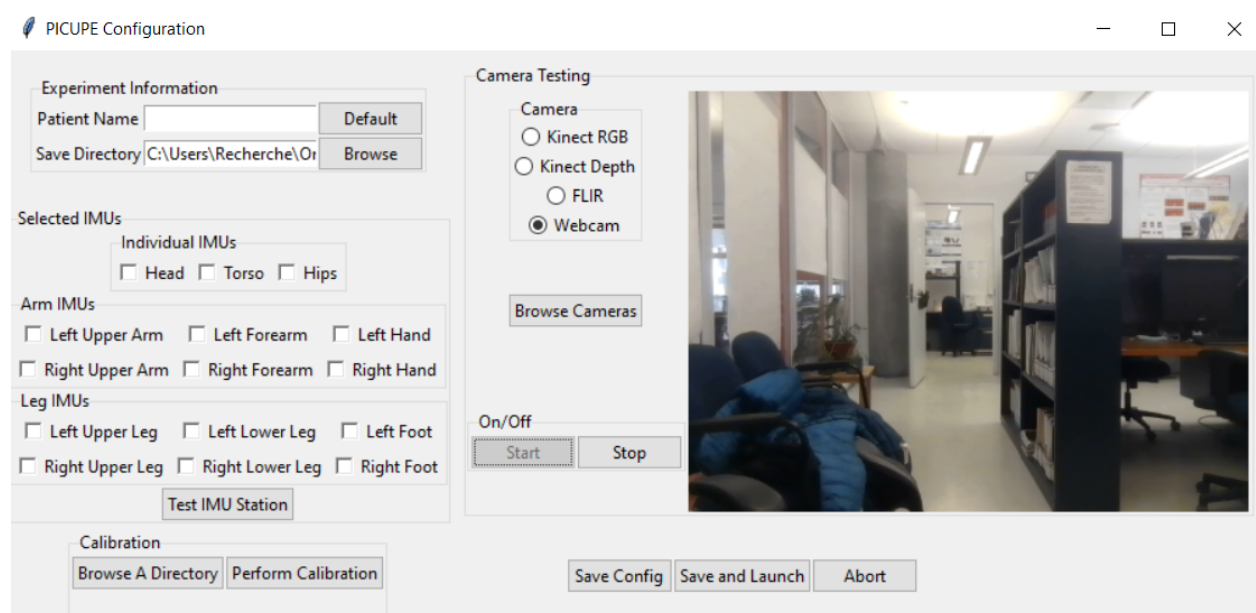 PICUPE Configuration
Experiment Information
Patient Name
Default
Save Directory C:\Users\Recherche\Or
Browse
Selected IMUs
Individual IMUs
Head Torso Hips
Arm IMUs
Left Upper Arm Left Forearm Left Hand
Right Upper Arm Right Forearm Right Hand
Leg IMUs
Left Upper Leg Left Lower Leg Left Foot
Right Upper Leg Right Lower Leg Right Foot
Test IMU Station
Calibration
Browse A Directory Perform Calibration
Camera Testing
Camera
Kinect RGB
Kinect Depth
FLIR
Webcam
Browse Cameras
On/Off
Start Stop
Save Config Save and Launch Abort